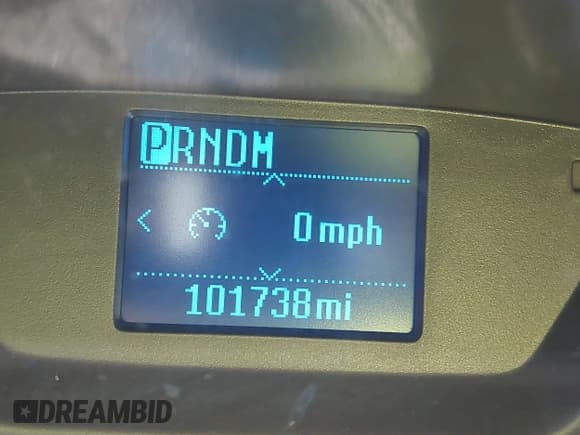 PRNDM
0 mph
101738mi
DREAMBID